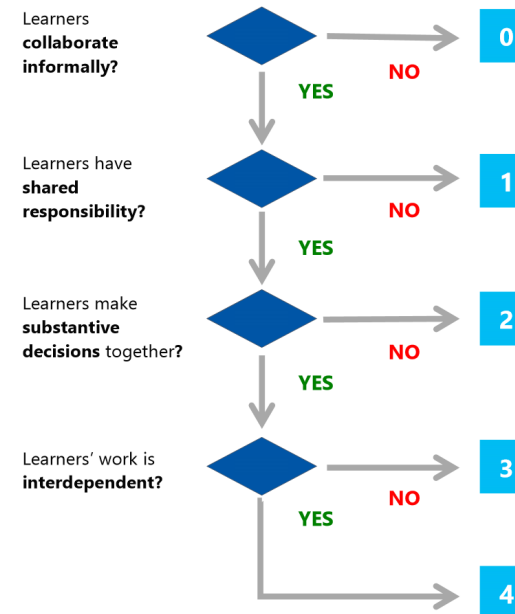 Learners
collaborate
informally?
0
NO
YES
Learners have
shared
responsibility?
1
NO
YES
Learners make
substantive
decisions together?
2
NO
YES
Learners’ work is
interdependent?
3
NO
YES
4